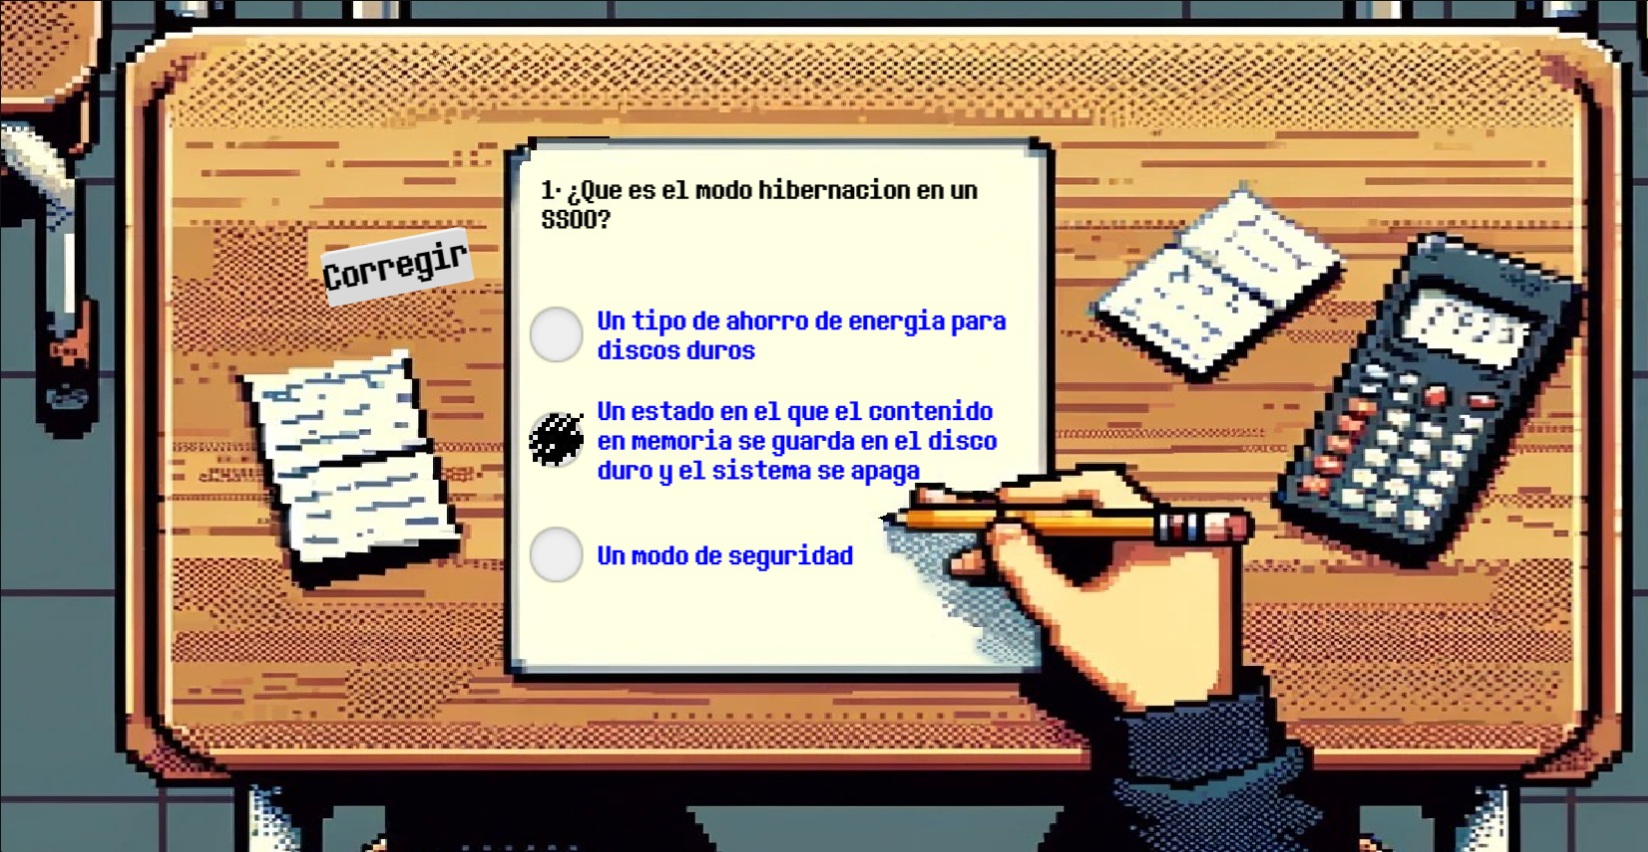 1· ¿Que es el modo hibernacion en un
SSOO?
Corregir
Un tipo de ahorro de energia para
discos duros
Un estado en el que el contenido
en memoria se guarda en el disco
duro y el sistema se apaga
Un modo de seguridad